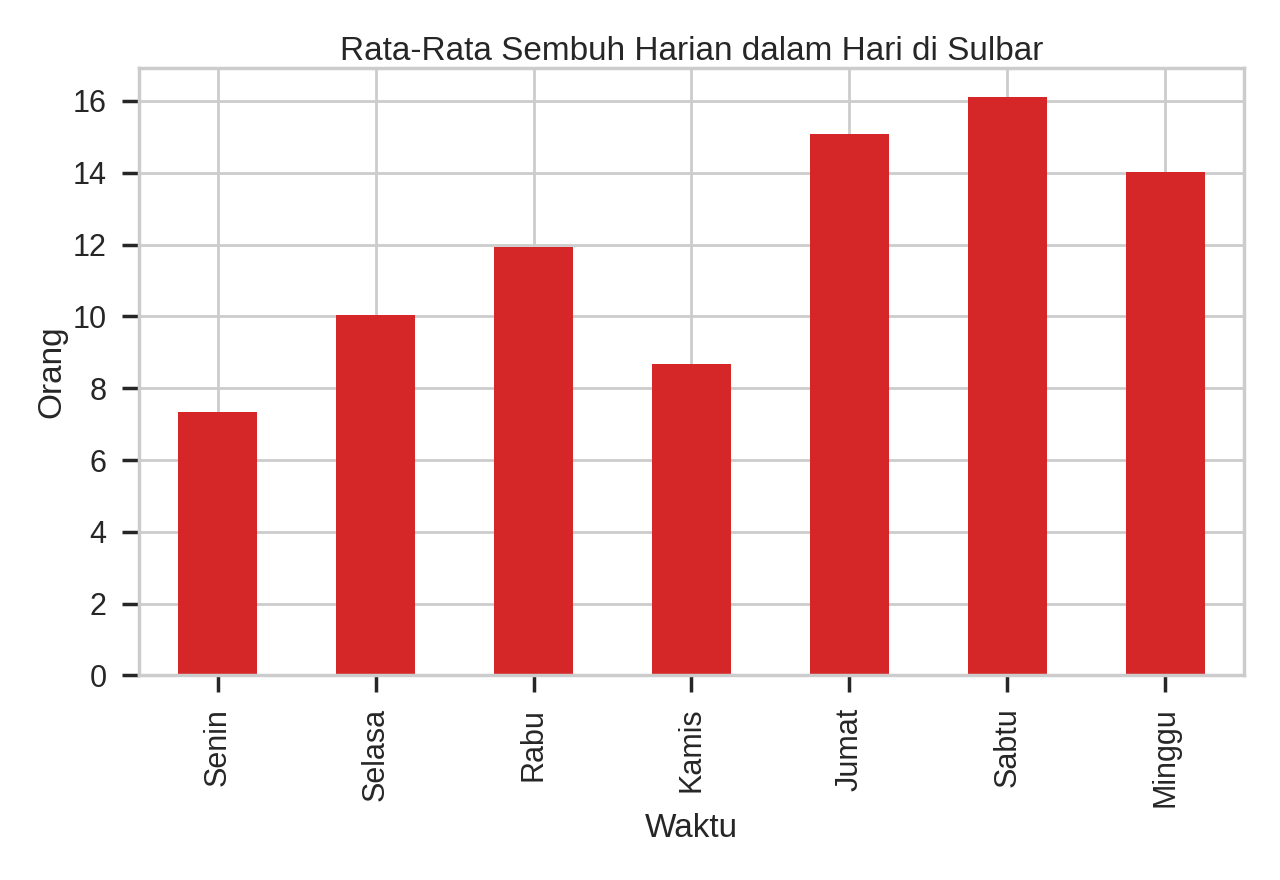 Rata-Rata Sembuh Harian dalam Hari di Sulbar
Orang
16
14
12
10
8
6
4
2
0
Senin
Selasa
Rabu
Kamis
Jumat
Sabtu
Minggu
Waktu